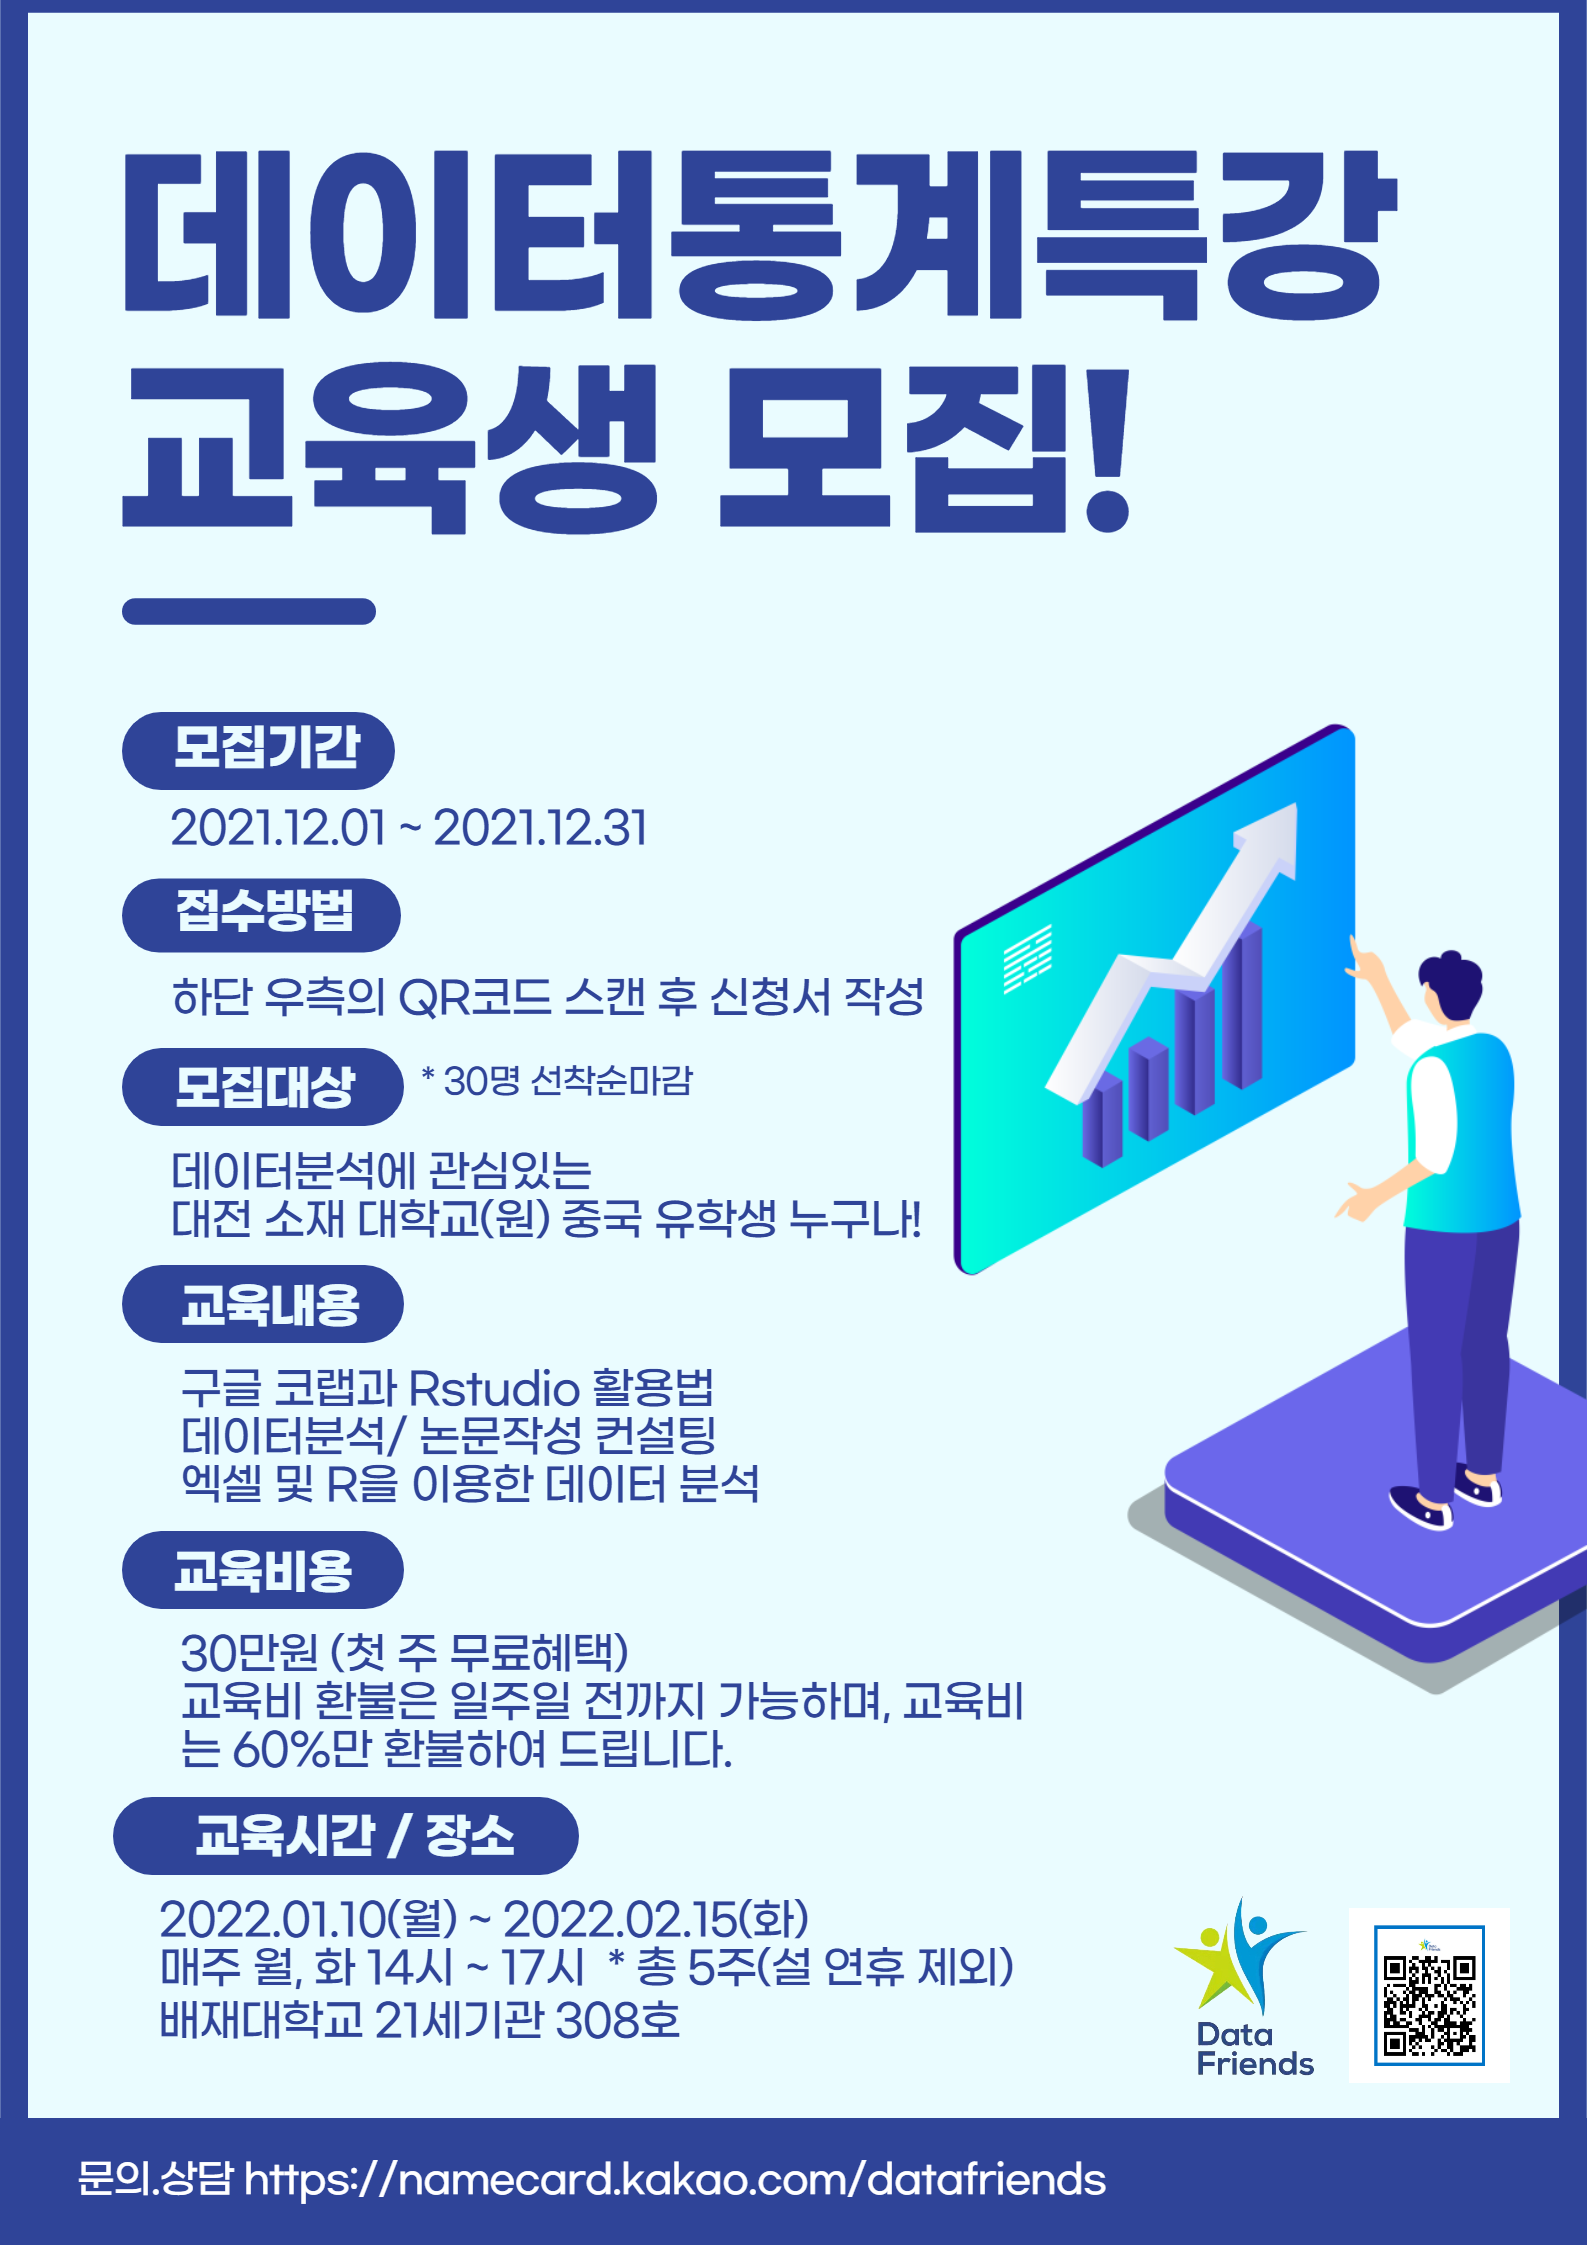 데이터통계특강
교육생 모집!
모집기간
2021.12.01 ~ 2021.12.31
접수방법
하단 우측의 QR코드 스캔 후 신청서 작성
모집대상 * 30명 선착순마감
데이터분석에 관심있는
대전 소재 대학교(원) 중국 유학생 누구나!
교육내용
구글 코랩과 Rstudio 활용법
데이터분석/ 논문작성 컨설팅
엑셀 및 R을 이용한 데이터 분석
교육비용
30만원 (첫 주 무료혜택)
교육비 환불은 일주일 전까지 가능하며, 교육비
는 60%만 환불하여 드립니다.
교육시간 / 장소
2022.01.10(월) ~ 2022.02.15(화)
매주 월, 화 14시 ~ 17시 * 총 5주(설 연휴 제외)
배재대학교 21세기관 308호
Data
Friends
문의.상담 https://namecard.kakao.com/datafriends